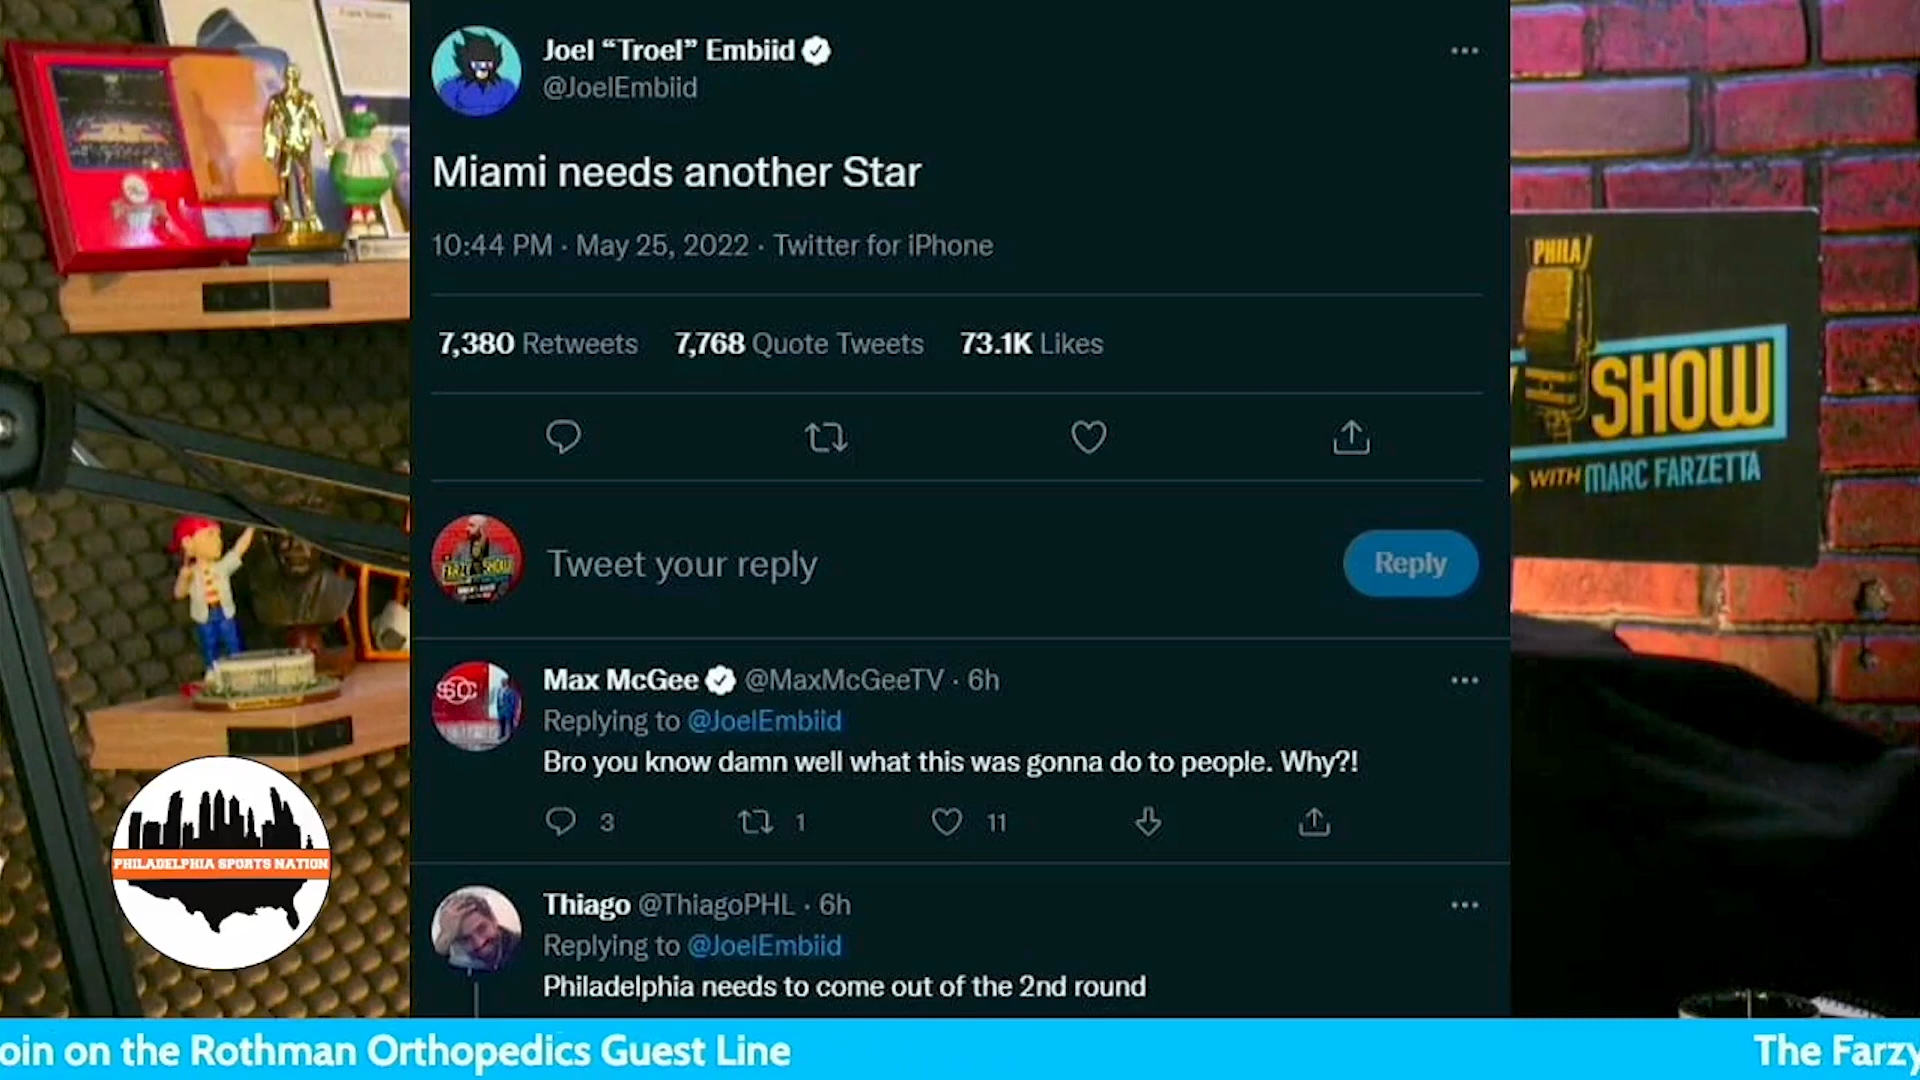 Joel “Troel” Embiid
@JoelEmbiid
Miami needs another Star
10:44 PM · May 25, 2022 · Twitter for iPhone
7,380 Retweets 7,768 Quote Tweets 73.1K Likes
Tweet your reply
Reply
FARZY SHOW
Max McGee @MaxMcGeeTV · 6h
SC
Replying to @JoelEmbiid
Bro you know damn well what this was gonna do to people. Why?!
3 1 11
Thiago @ThiagoPHL · 6h
Replying to @JoelEmbiid
Philadelphia needs to come out of the 2nd round
PHILA
SHOW
WITH MARC FARZETTA
PHILADELPHIA SPORTS NATION
oin on the Rothman Orthopedics Guest Line
The Farzy